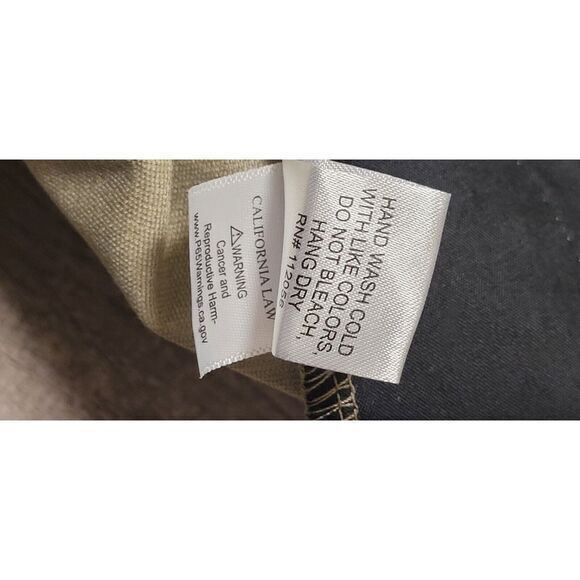 HAND WASH COLD
WITH LIKE COLORS
DO NOT BLEACH,
HANG DRY
RN# 112056
CALIFORNIA LAW
⚠WARNING
Cancer and
Reproductive Harm-
www.P65Warnings.ca.gov